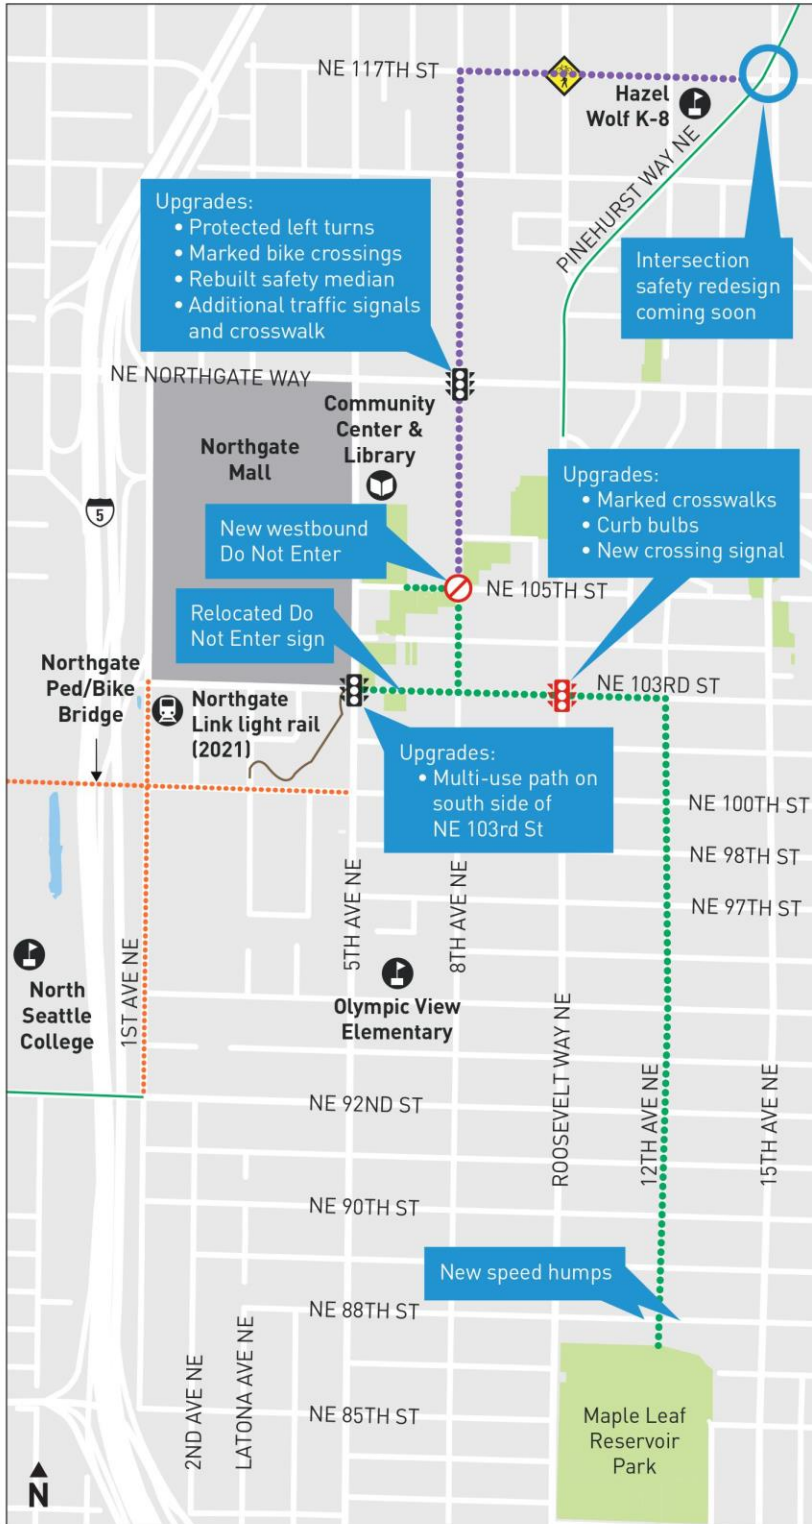 NE 117TH ST
Hazel
Wolf K-8
PINEHURST WAY NE
Upgrades:
• Protected left turns
• Marked bike crossings
• Rebuilt safety median
• Additional traffic signals
and crosswalk
Intersection
safety redesign
coming soon
NE NORTHGATE WAY
Community
Center &
Library
Northgate
Mall
Upgrades:
• Marked crosswalks
• Curb bulbs
• New crossing signal
5
New westbound
Do Not Enter
NE 105TH ST
Relocated Do
Not Enter sign
Northgate
Ped/Bike
Bridge
Northgate
Link light rail
(2021)
NE 103RD ST
Upgrades:
• Multi-use path on
south side of
NE 103rd St
NE 100TH ST
NE 98TH ST
NE 97TH ST
5TH AVE NE
8TH AVE NE
North
Seattle
College
1ST AVE NE
Olympic View
Elementary
ROOSEVELT WAY NE
12TH AVE NE
15TH AVE NE
NE 92ND ST
NE 90TH ST
New speed humps
NE 88TH ST
2ND AVE NE
LATONA AVE NE
NE 85TH ST
Maple Leaf
Reservoir
Park
N